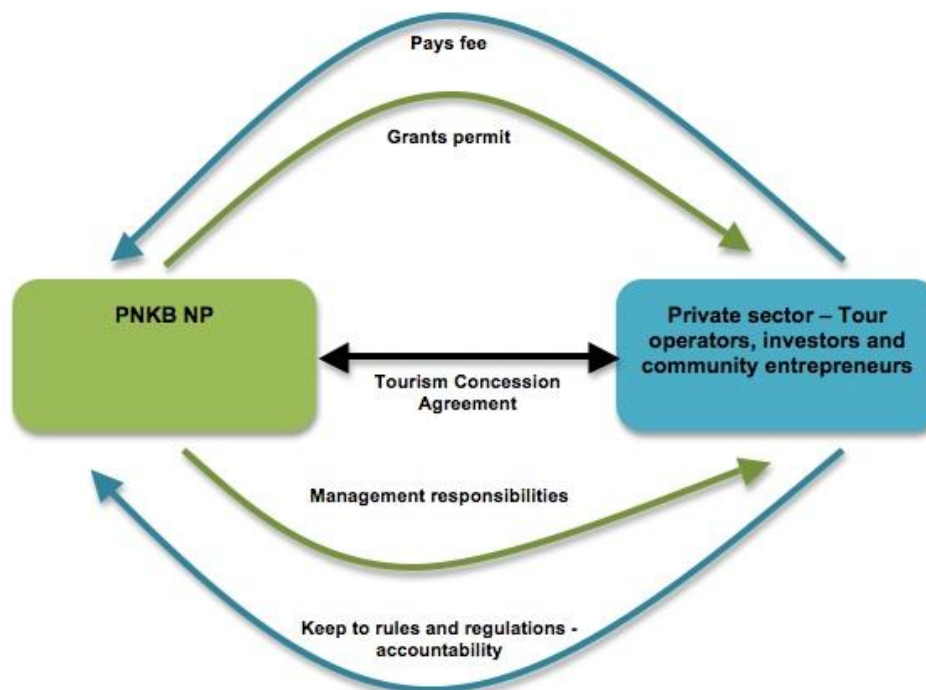 Pays fee
Grants permit
PNKB NP
Private sector – Tour
operators, investors and
community entrepreneurs
Tourism Concession
Agreement
Management responsibilities
Keep to rules and regulations -
accountability